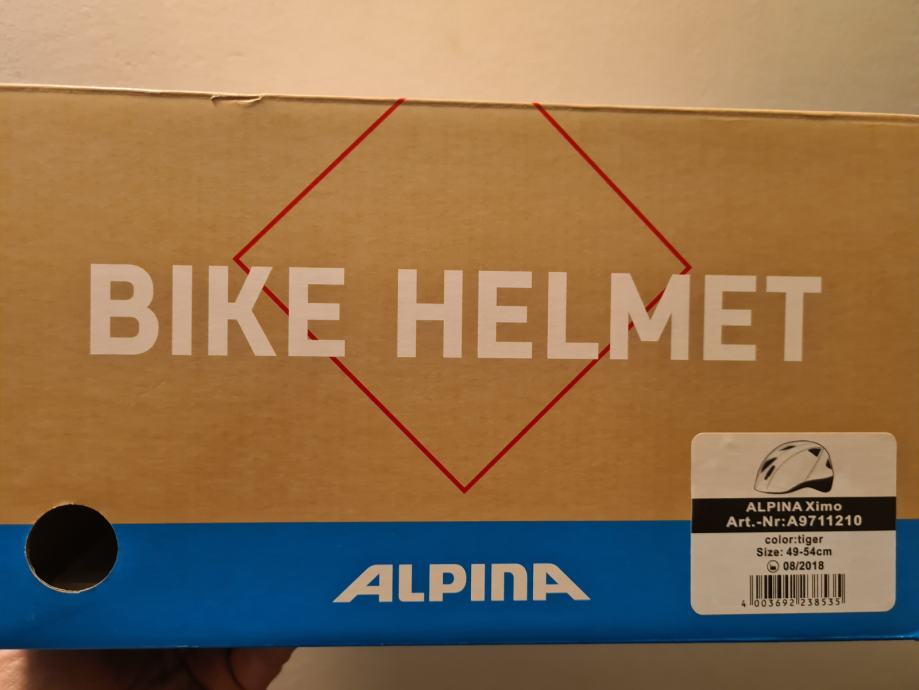 BIKE HELMET
ALPINA
ALPINA Ximo
Art.-Nr:A9711210
color:tiger
Size: 49-54cm
08/2018
4 003692 238535